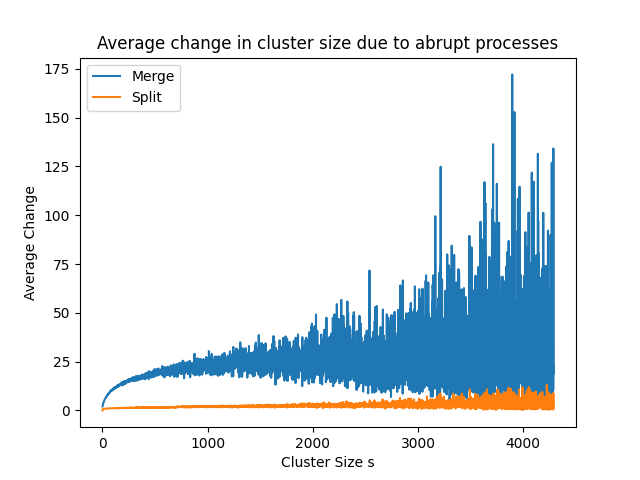 Average change in cluster size due to abrupt processes
Merge
Split
175
150
125
100
75
50
25
0
Average Change
0 1000 2000 3000 4000
Cluster Size s